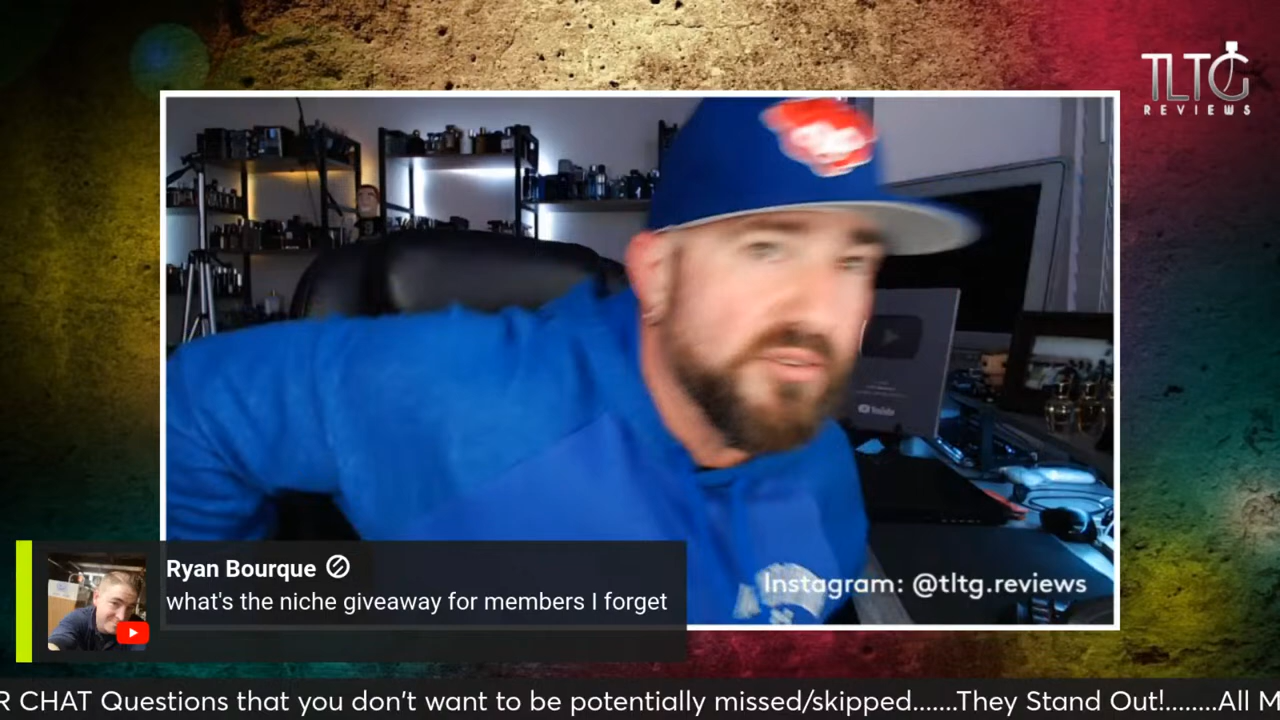 TLTG
REVIEWS
YouTube
Instagram: @tltg.reviews
Ryan Bourque
what's the niche giveaway for members I forget
R CHAT Questions that you don't want to be potentially missed/skipped.......They Stand Out!........All M